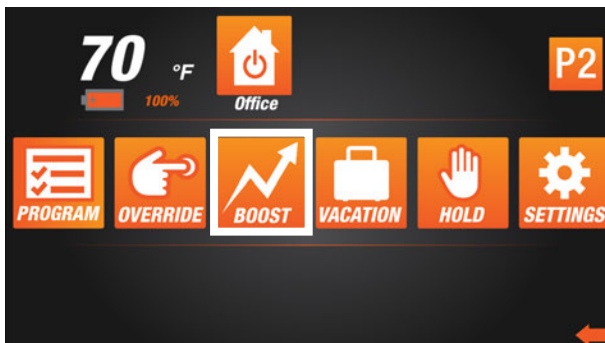 70 °F
P2
100%
Office
PROGRAM OVERRIDE BOOST VACATION HOLD SETTINGS